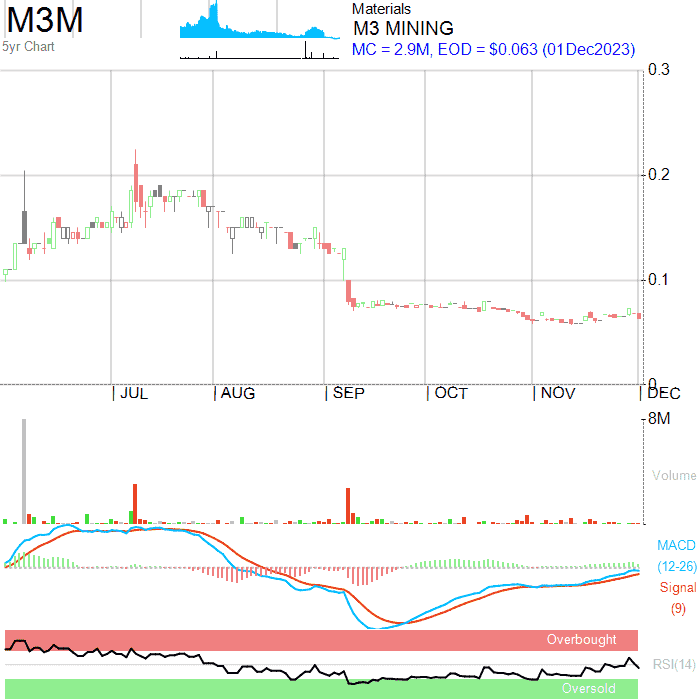 M3M
5yr Chart
Materials
M3 MINING
MC = 2.9M, EOD = $0.063 (01Dec2023)
0.3
0.2
0.1
0
JUL AUG SEP OCT NOV DEC
8M
Volume
MACD
(12-26)
Signal
(9)
Overbought
RSI(14)
Oversold